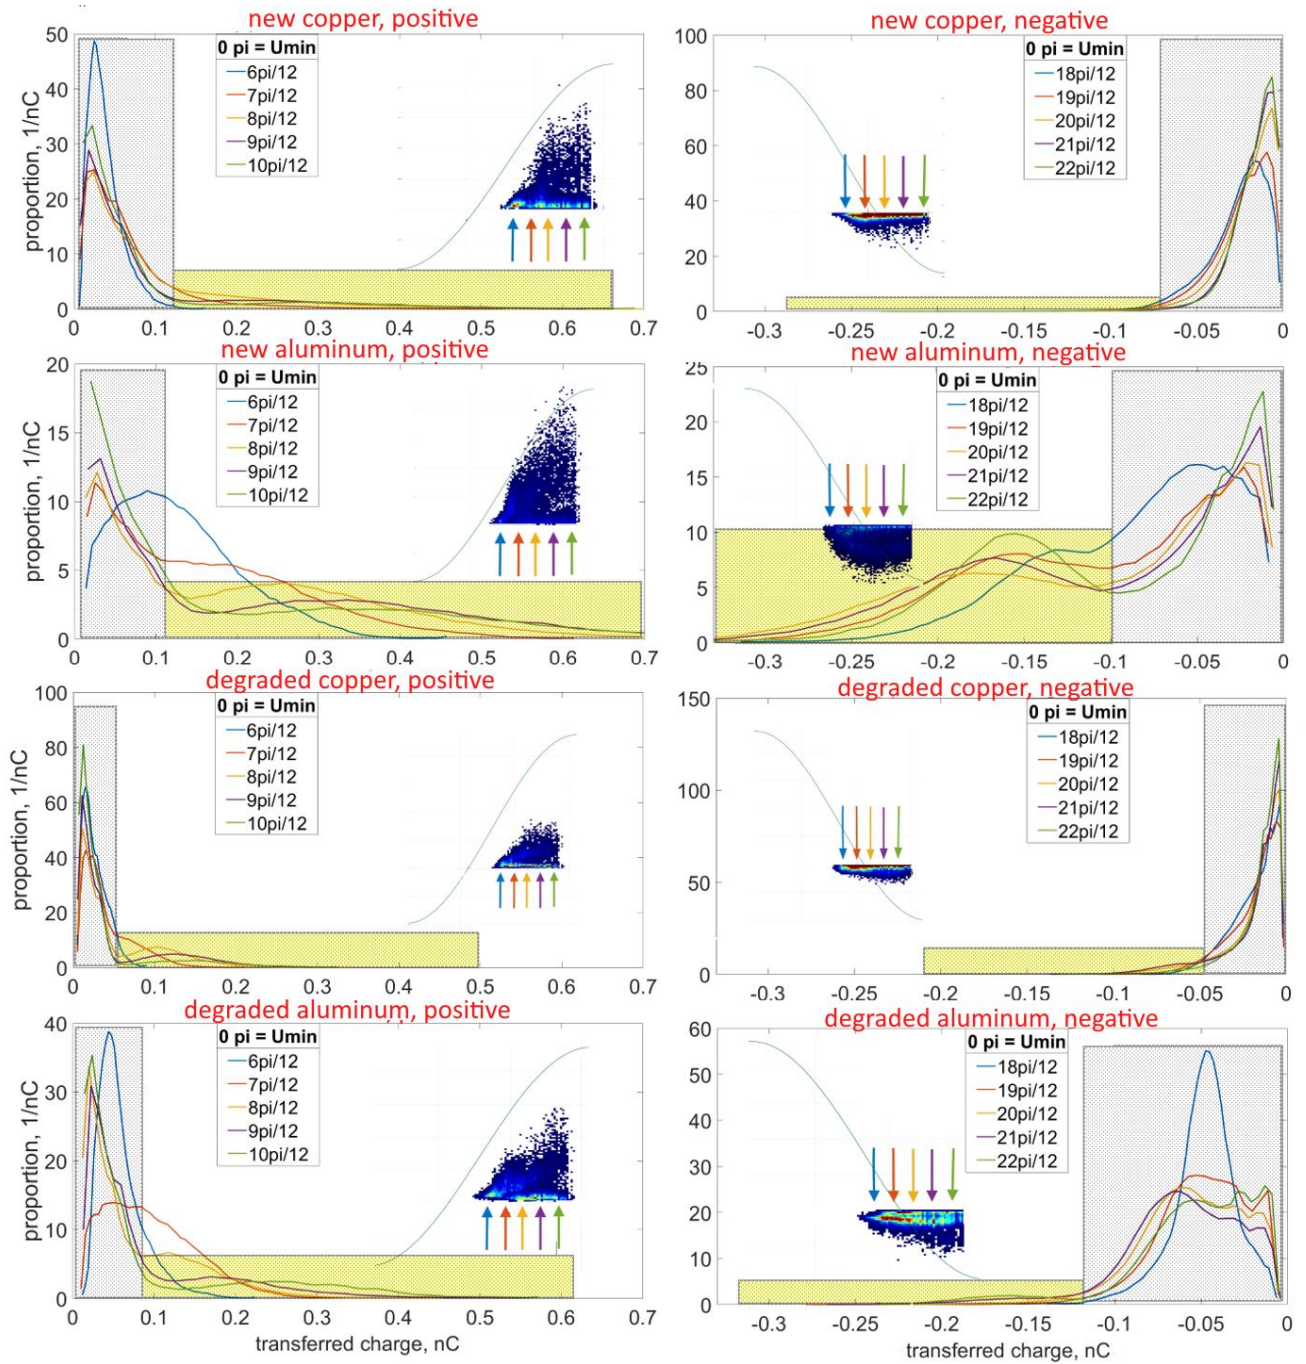 new copper, positive
new copper, negative
50
40
30
20
10
0
proportion, 1/nC
0 pi = Umin
6pi/12
7pi/12
8pi/12
9pi/12
10pi/12
0
0.1
0.2
0.3
0.4
0.5
0.6
0.7
100
80
60
40
20
0
0 pi = Umin
18pi/12
19pi/12
20pi/12
21pi/12
22pi/12
-0.3
-0.25
-0.2
-0.15
-0.1
-0.05
0
new aluminum, positive
new aluminum, negative
20
15
10
5
0
proportion, 1/nC
0 pi = Umin
6pi/12
7pi/12
8pi/12
9pi/12
10pi/12
0
0.1
0.2
0.3
0.4
0.5
0.6
0.7
25
20
15
10
5
0
0 pi = Umin
18pi/12
19pi/12
20pi/12
21pi/12
22pi/12
-0.3
-0.25
-0.2
-0.15
-0.1
-0.05
0
degraded copper, positive
degraded copper, negative
100
80
60
40
20
0
proportion, 1/nC
0 pi = Umin
6pi/12
7pi/12
8pi/12
9pi/12
10pi/12
0
0.1
0.2
0.3
0.4
0.5
0.6
0.7
150
100
50
0
0 pi = Umin
18pi/12
19pi/12
20pi/12
21pi/12
22pi/12
-0.3
-0.25
-0.2
-0.15
-0.1
-0.05
0
degraded aluminum, positive
degraded aluminum, negative
40
30
20
10
0
proportion, 1/nC
0 pi = Umin
6pi/12
7pi/12
8pi/12
9pi/12
10pi/12
0
0.1
0.2
0.3
0.4
0.5
0.6
0.7
transferred charge, nC
60
50
40
30
20
10
0
0 pi = Umin
18pi/12
19pi/12
20pi/12
21pi/12
22pi/12
-0.3
-0.25
-0.2
-0.15
-0.1
-0.05
0
transferred charge, nC